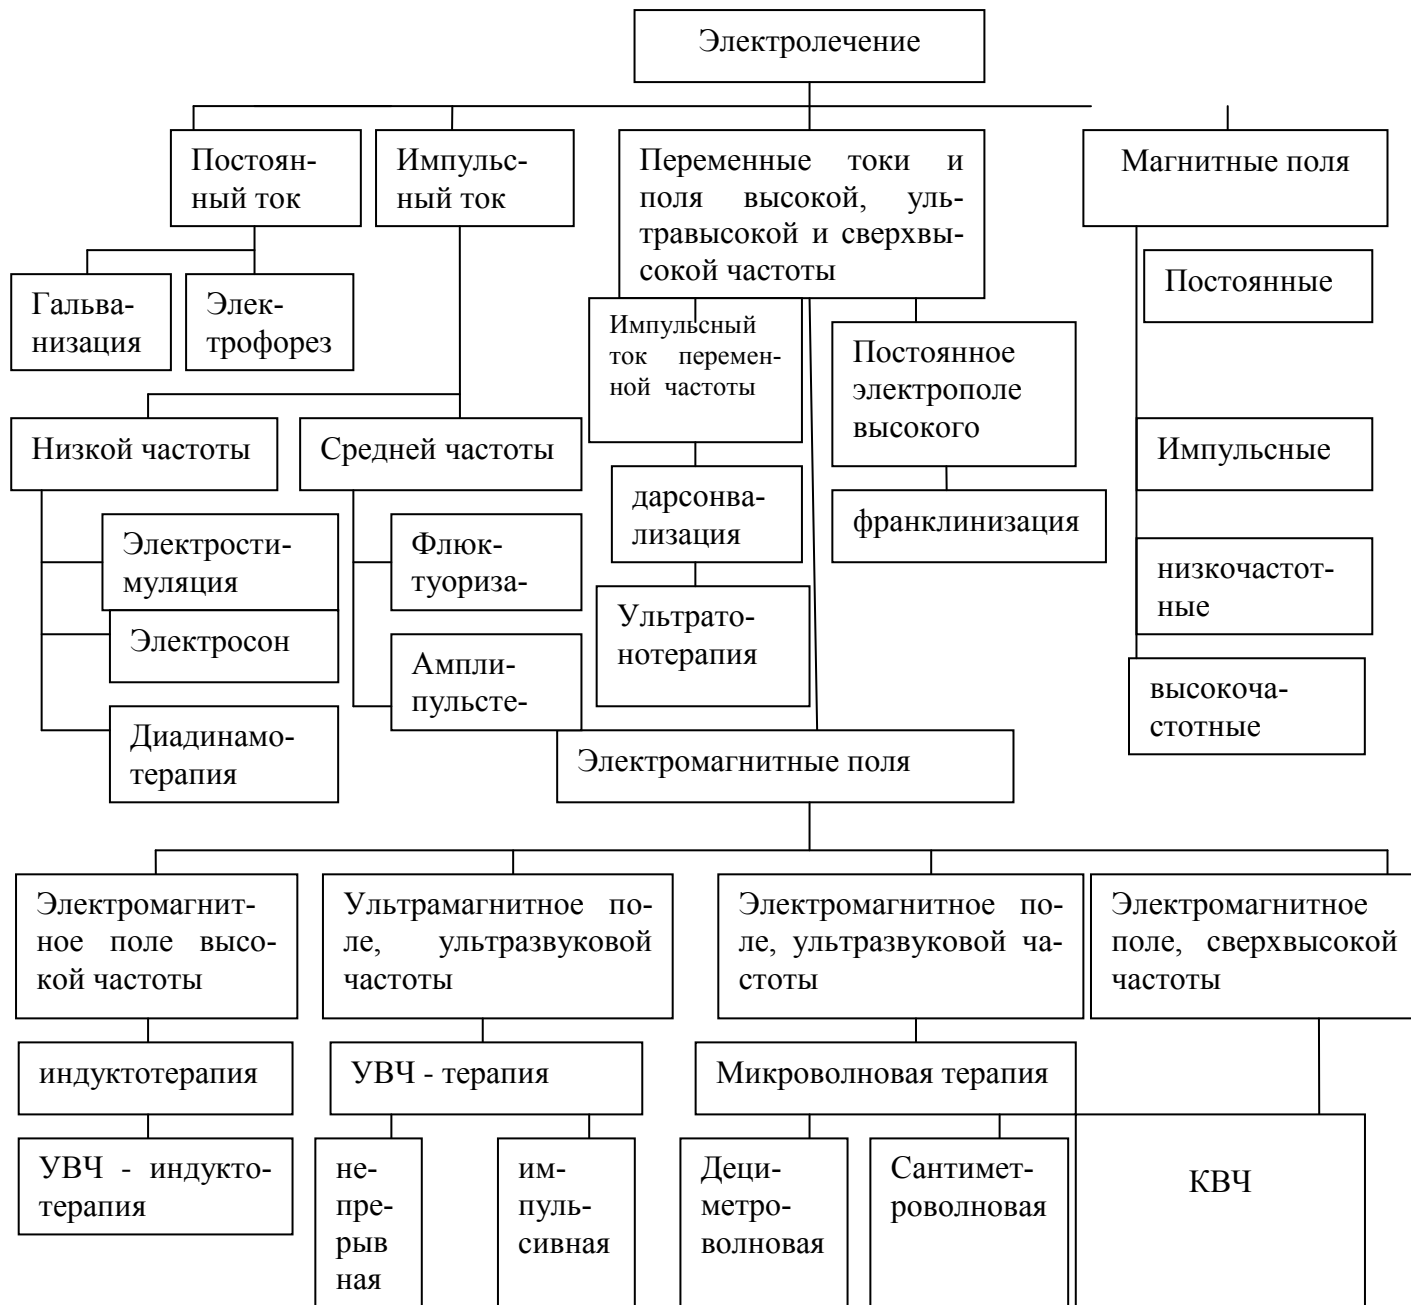 Электролечение
Постоян-
ный ток
Импульс-
ный ток
Переменные токи и
поля высокой, уль-
травысокой и сверхвы-
сокой частоты
Магнитные поля
Гальва-
низация
Элек-
трофорез
Импульсный
ток перемен-
ной частоты
Постоянное
электрополе
высокого
Постоянные
Низкой частоты
Средней частоты
Импульсные
дарсонва-
лизация
франклинизация
Электрости-
муляция
Флюк-
туориза-
низкочастот-
ные
Электросон
Ультрато-
нотерапия
Ампли-
пульсте-
высокоча-
стотные
Диадинамо-
терапия
Электромагнитные поля
Электромагнит-
ное поле высо-
кой частоты
Ультрамагнитное по-
ле, ультразвуковой
частоты
Электромагнитное по-
ле, ультразвуковой ча-
стоты
Электромагнитное
поле, сверхвысокой
частоты
индуктотерапия
УВЧ - терапия
Микроволновая терапия
УВЧ - индукто-
терапия
не-
пре-
рыв
ная
им-
пуль-
сивная
Деци-
метро-
волновая
Сантимет-
роволновая
КВЧ